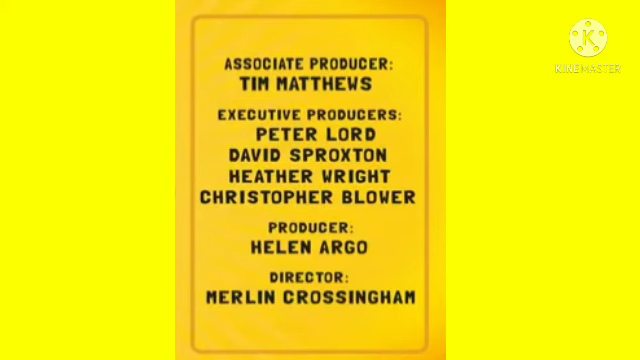 KINEMASTER
ASSOCIATE PRODUCER:
TIM MATTHEWS
EXECUTIVE PRODUCERS:
PETER LORD
DAVID SPROXTON
HEATHER WRIGHT
CHRISTOPHER BLOWER
PRODUCER:
HELEN ARGO
DIRECTOR:
MERLIN CROSSINGHAM